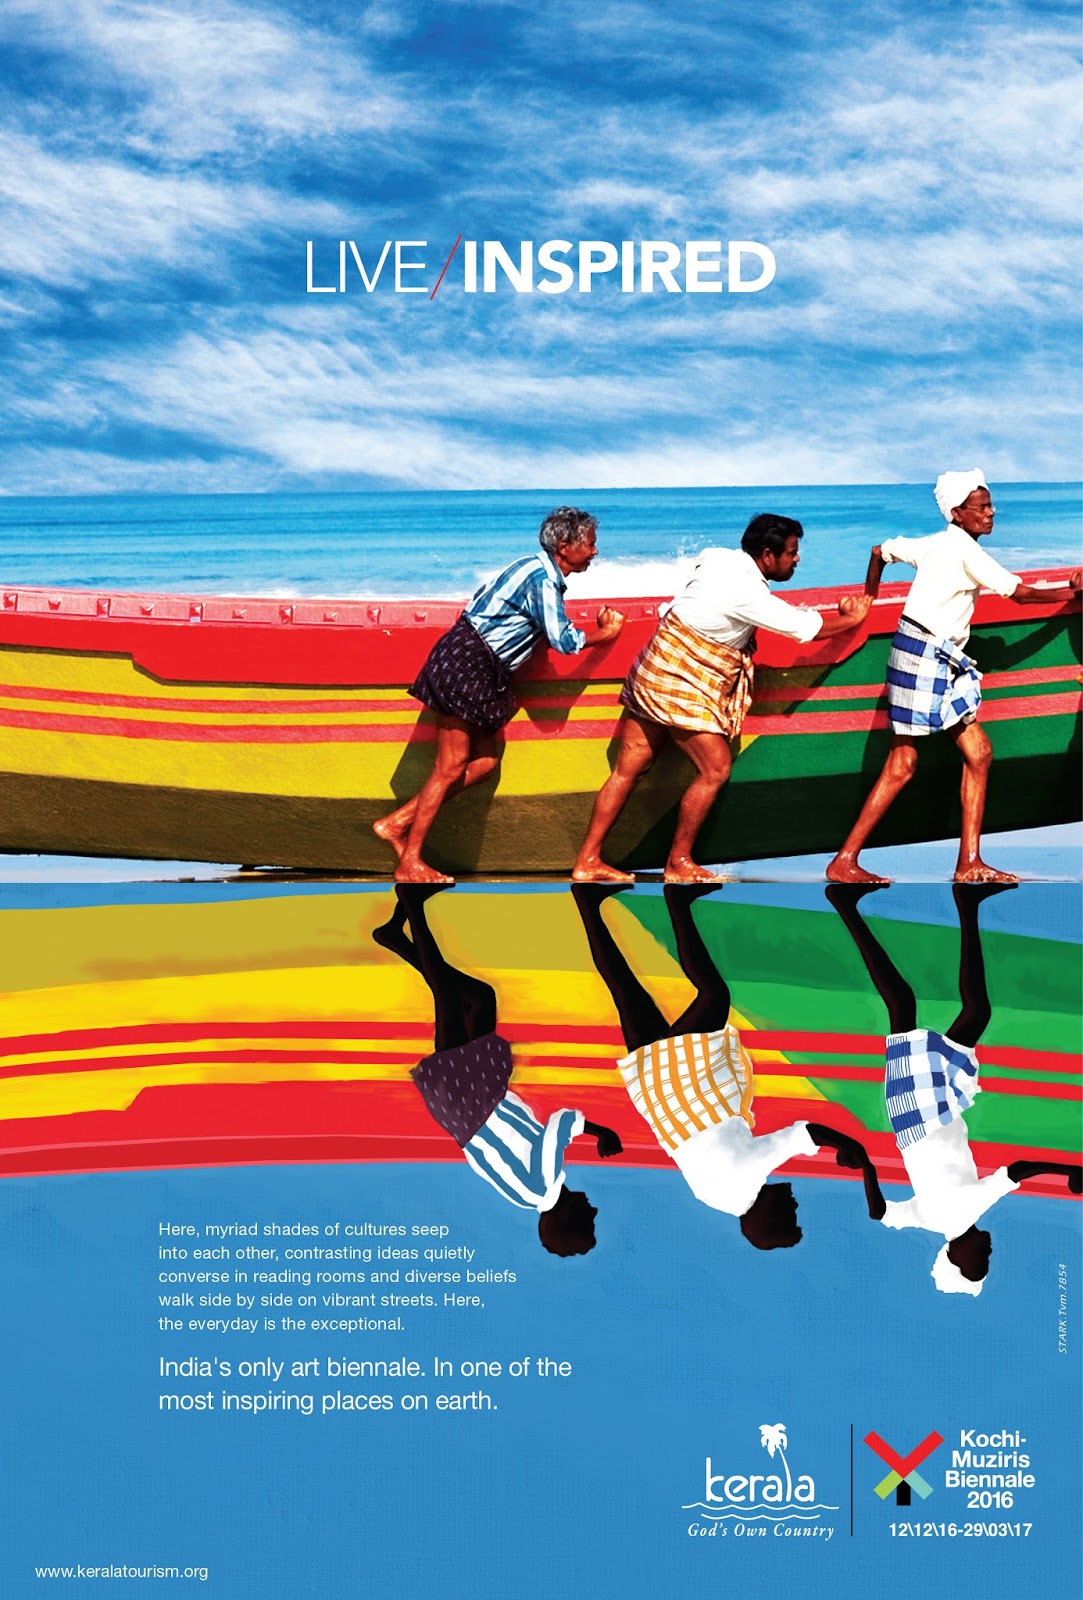 LIVE/INSPIRED
Here, myriad shades of cultures seep
into each other, contrasting ideas quietly
converse in reading rooms and diverse beliefs
walk side by side on vibrant streets. Here,
the everyday is the exceptional.
India's only art biennale. In one of the
most inspiring places on earth.
STARK.Tvm.7854
kerala
God's Own Country
Kochi-
Muziris
Biennale
2016
12\12\16-29\03\17
www.keralatourism.org